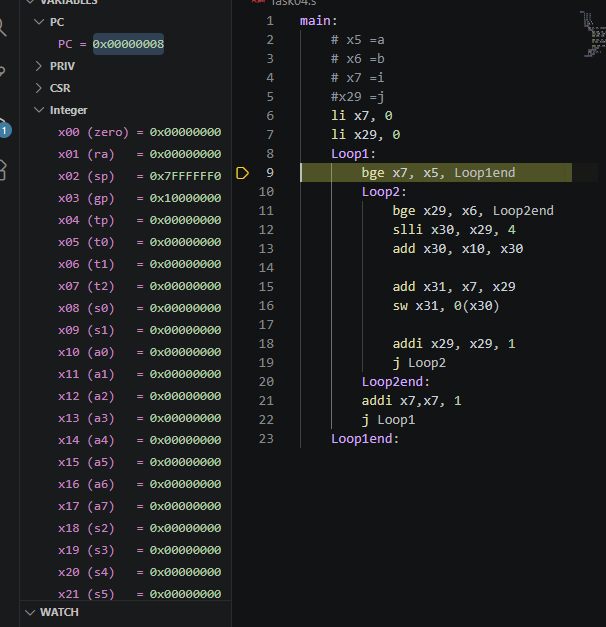 VARIABLES
PC
PC = 0x00000008
PRIV
CSR
Integer
x00 (zero) = 0x00000000
x01 (ra) = 0x00000000
x02 (sp) = 0x7FFFFFF0
x03 (gp) = 0x10000000
x04 (tp) = 0x00000000
x05 (t0) = 0x00000000
x06 (t1) = 0x00000000
x07 (t2) = 0x00000000
x08 (s0) = 0x00000000
x09 (s1) = 0x00000000
x10 (a0) = 0x00000000
x11 (a1) = 0x00000000
x12 (a2) = 0x00000000
x13 (a3) = 0x00000000
x14 (a4) = 0x00000000
x15 (a5) = 0x00000000
x16 (a6) = 0x00000000
x17 (a7) = 0x00000000
x18 (s2) = 0x00000000
x19 (s3) = 0x00000000
x20 (s4) = 0x00000000
x21 (s5) = 0x00000000
WATCH
1
Task04.s
1 main:
2 # x5 =a
3 # x6 =b
4 # x7 =i
5 #x29 =j
6 li x7, 0
7 li x29, 0
8 Loop1:
9 bge x7, x5, Loop1end
10 Loop2:
11 bge x29, x6, Loop2end
12 slli x30, x29, 4
13 add x30, x10, x30
14
15 add x31, x7, x29
16 sw x31, 0(x30)
17
18 addi x29, x29, 1
19 j Loop2
20 Loop2end:
21 addi x7,x7, 1
22 j Loop1
23 Loop1end: